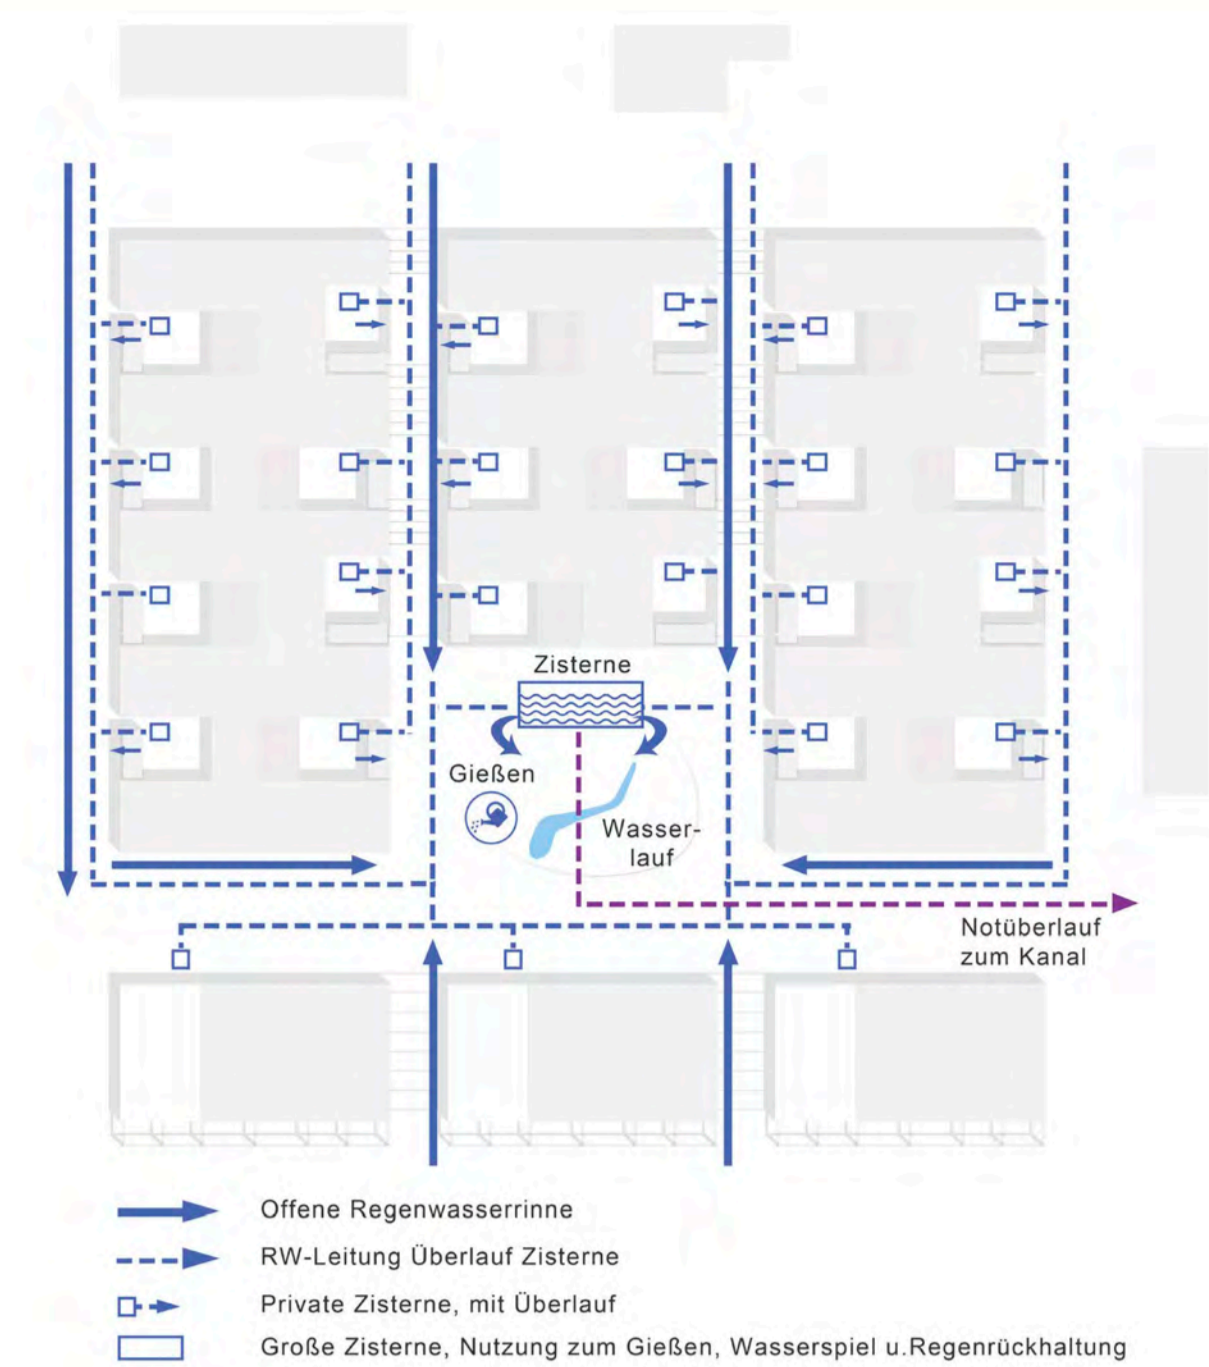 Zisterne
Gießen
Wasser-
lauf
Notüberlauf
zum Kanal
Offene Regenwasserrinne
RW-Leitung Überlauf Zisterne
Private Zisterne, mit Überlauf
Große Zisterne, Nutzung zum Gießen, Wasserspiel u.Regenrückhaltung